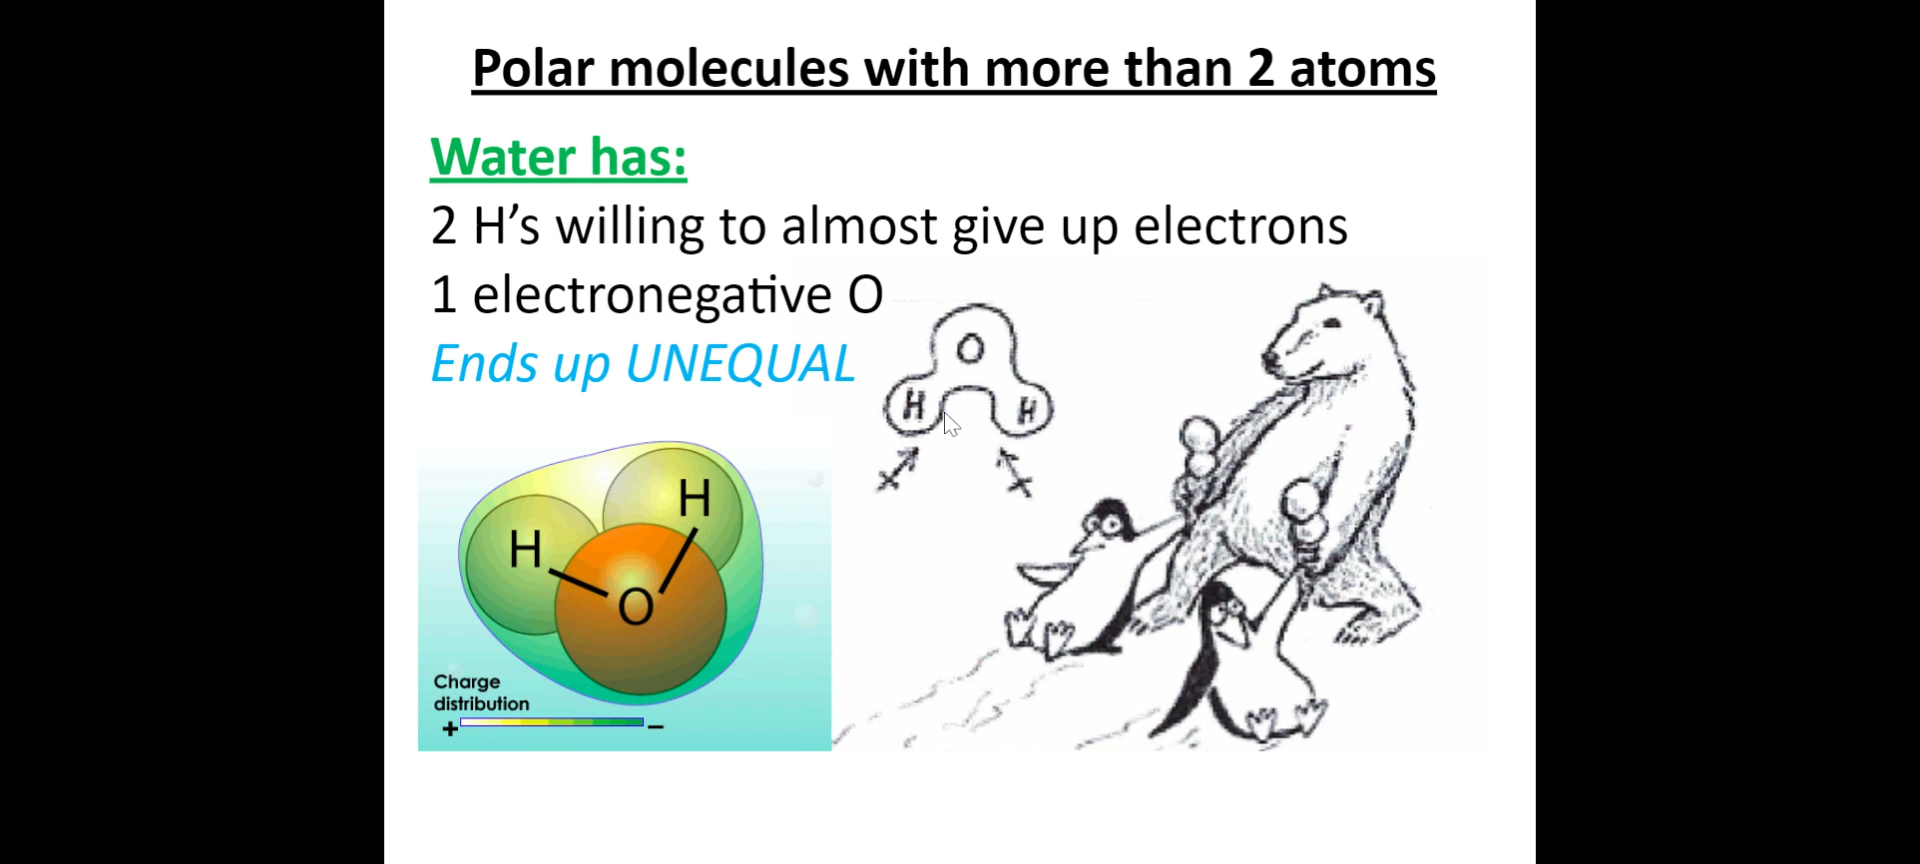 Polar molecules with more than 2 atoms
Water has:
2 H’s willing to almost give up electrons
1 electronegative O
Ends up UNEQUAL
O
H H
H
H
O
Charge
distribution
+ –